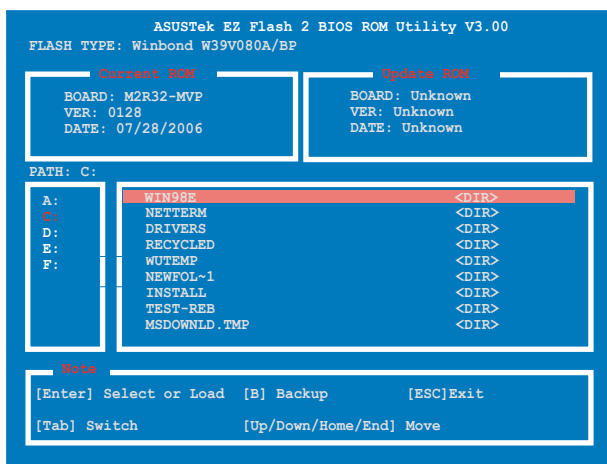 ASUSTek EZ Flash 2 BIOS ROM Utility V3.00
FLASH TYPE: Winbond W39V080A/BP
Current ROM
BOARD: M2R32-MVP
VER: 0128
DATE: 07/28/2006
Update ROM
BOARD: Unknown
VER: Unknown
DATE: Unknown
PATH: C:
A:
C:
D:
E:
F:
WIN98E <DIR>
NETTERM <DIR>
DRIVERS <DIR>
RECYCLED <DIR>
WUTEMP <DIR>
NEWFOL~1 <DIR>
INSTALL <DIR>
TEST-REB <DIR>
MSDOWNLD.TMP <DIR>
Note
[Enter] Select or Load [B] Backup [ESC]Exit
[Tab] Switch [Up/Down/Home/End] Move